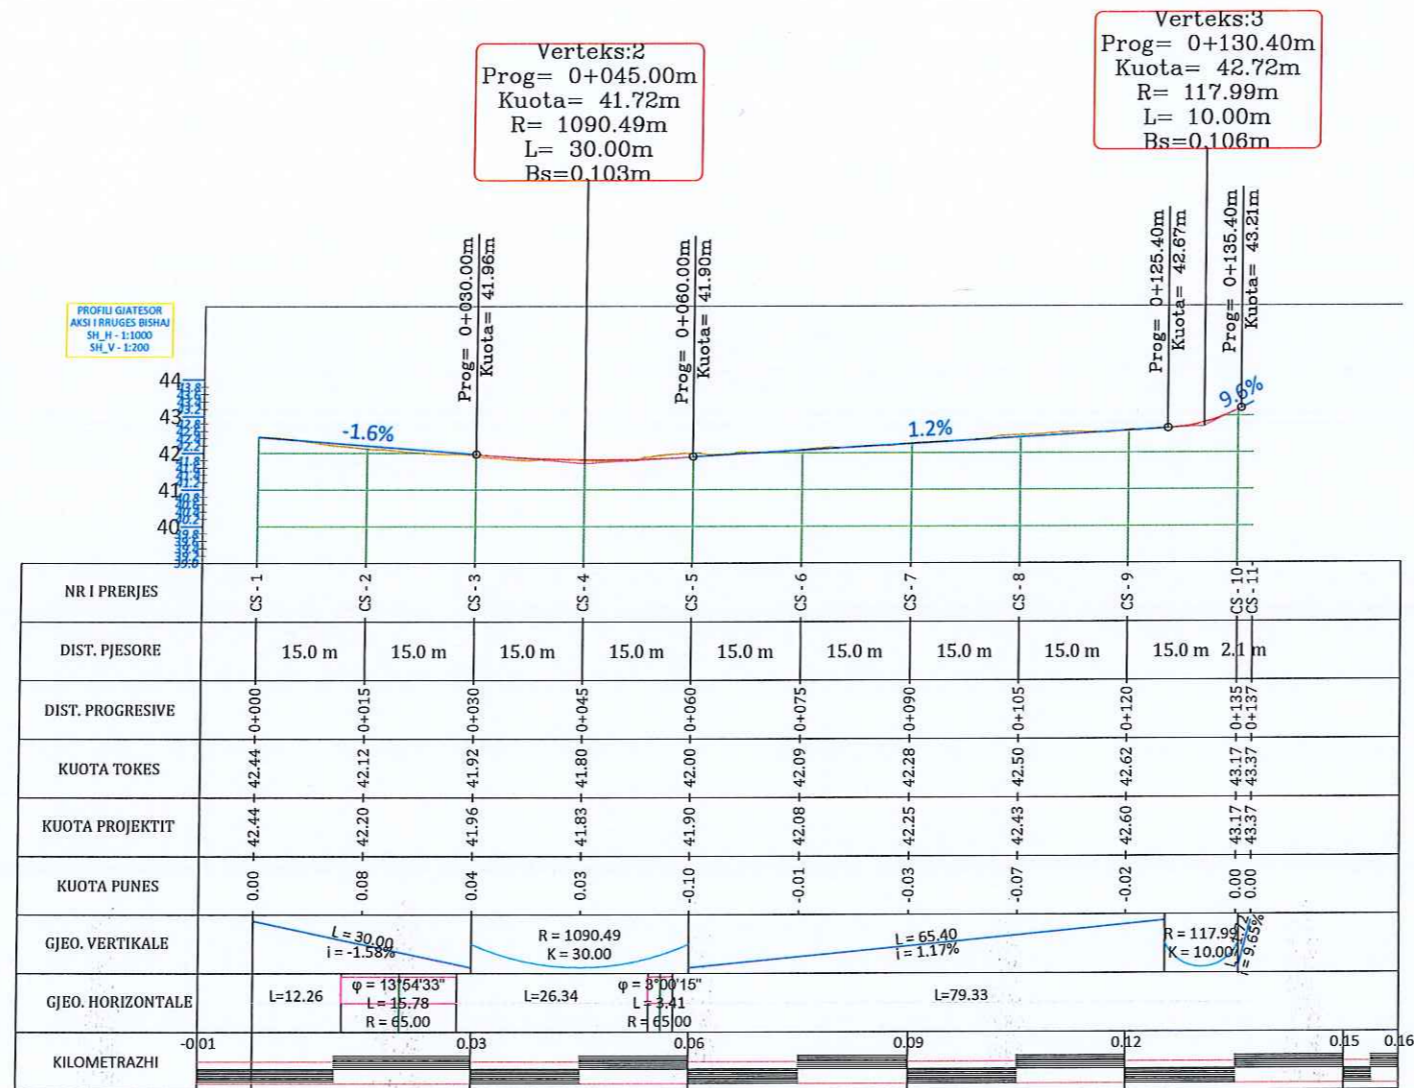 Verteks:2
Prog= 0+045.00m
Kuota= 41.72m
R= 1090.49m
L= 30.00m
Bs=0.103m
Verteks:3
Prog= 0+130.40m
Kuota= 42.72m
R= 117.99m
L= 10.00m
Bs=0.106m
Prog= 0+030.00m
Kuota= 41.96m
Prog= 0+060.00m
Kuota= 41.90m
Prog= 0+125.40m
Kuota= 42.67m
Prog= 0+135.40m
Kuota= 43.21m
PROFILI GJATESOR
AKSI I RRUGES BISHAJ
SH_H - 1:1000
SH_V - 1:200
44
43
42
41
40
39.0
-1.6%
1.2%
9.6%
NR I PRERJES CS - 1 CS - 2 CS - 3 CS - 4 CS - 5 CS - 6 CS - 7 CS - 8 CS - 9 CS - 10 CS - 11
DIST. PJESORE 15.0 m 15.0 m 15.0 m 15.0 m 15.0 m 15.0 m 15.0 m 15.0 m 15.0 m 2.1 m
DIST. PROGRESIVE 0+000 0+015 0+030 0+045 0+060 0+075 0+090 0+105 0+120 0+135 0+137
KUOTA TOKES 42.44 42.12 41.92 41.80 42.00 42.09 42.28 42.50 42.62 43.17 43.37
KUOTA PROJEKTIT 42.44 42.20 41.96 41.83 41.90 42.08 42.25 42.43 42.60 43.17 43.37
KUOTA PUNES 0.00 0.08 0.04 0.03 -0.10 -0.01 -0.03 -0.07 -0.02 0.00 0.00
GJEO. VERTIKALE
L = 30.00
i = -1.58%
R = 1090.49
K = 30.00
L = 65.40
i = 1.17%
R = 117.99
K = 10.00
i = 9.65%
GJEO. HORIZONTALE
L=12.26
φ = 13°54'33"
L = 15.78
R = 65.00
L=26.34
φ = 3°00'15"
L = 3.41
R = 65.00
L=79.33
KILOMETRAZHI
-0.01 0.03 0.06 0.09 0.12 0.15 0.16